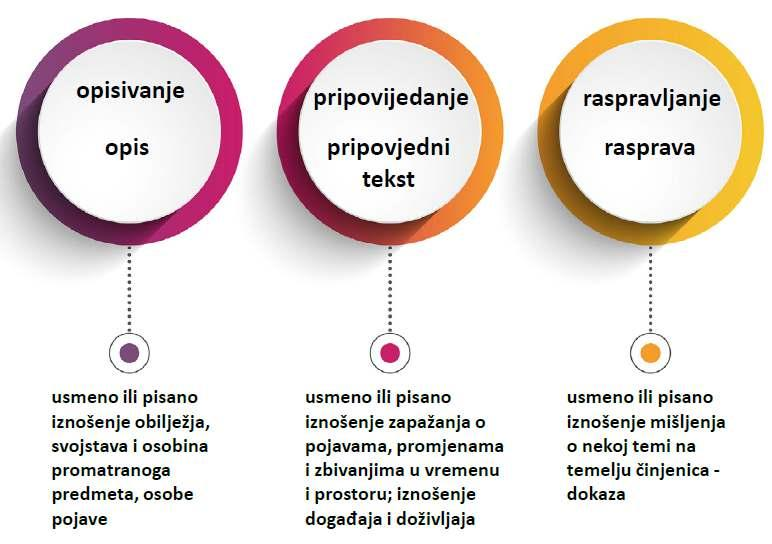 opisivanje
opis
usmeno ili pisano
iznošenje obilježja,
svojstava i osobina
promatranoga
predmeta, osobe
pojave
pripovijedanje
pripovjedni
tekst
usmeno ili pisano
iznošenje zapažanja o
pojavama, promjenama
i zbivanjima u vremenu
i prostoru; iznošenje
događaja i doživljaja
raspravljanje
rasprava
usmeno ili pisano
iznošenje mišljenja
o nekoj temi na
temelju činjenica -
dokaza